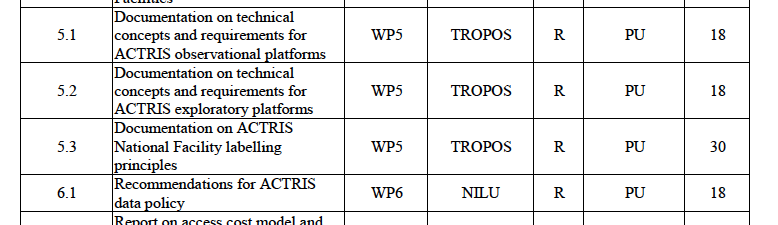 Facilities
5.1 Documentation on technical concepts and requirements for ACTRIS observational platforms WP5 TROPOS R PU 18
5.2 Documentation on technical concepts and requirements for ACTRIS exploratory platforms WP5 TROPOS R PU 18
5.3 Documentation on ACTRIS National Facility labelling principles WP5 TROPOS R PU 30
6.1 Recommendations for ACTRIS data policy WP6 NILU R PU 18
Report on access cost model and